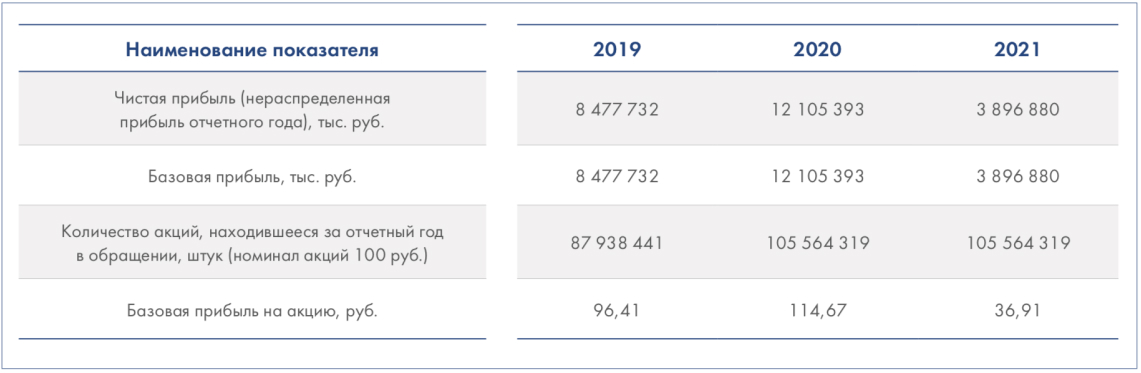 Наименование показателя 2019 2020 2021
Чистая прибыль (нераспределенная
прибыль отчетного года), тыс. руб. 8 477 732 12 105 393 3 896 880
Базовая прибыль, тыс. руб. 8 477 732 12 105 393 3 896 880
Количество акций, находившееся за отчетный год
в обращении, штук (номинал акций 100 руб.) 87 938 441 105 564 319 105 564 319
Базовая прибыль на акцию, руб. 96,41 114,67 36,91